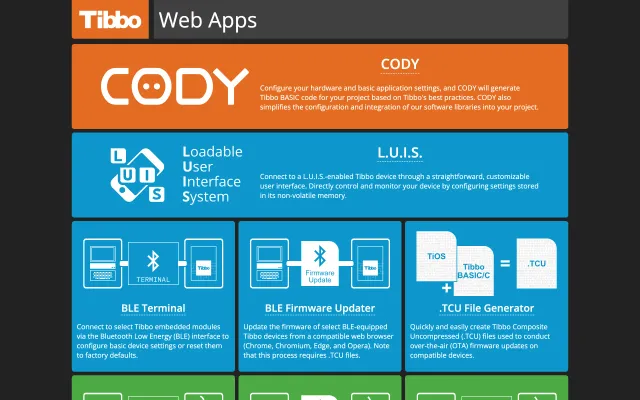 Tibbo Web Apps
CODY
CODY
Configure your hardware and basic application settings, and CODY will generate
Tibbo BASIC code for your project based on Tibbo's best practices. CODY also
simplifies the configuration and integration of our software libraries into your project.
L
U
I
S
Loadable
User
Interface
System
L.U.I.S.
Connect to a L.U.I.S.-enabled Tibbo device through a straightforward, customizable
user interface. Directly control and monitor your device by configuring settings stored
in its non-volatile memory.
TERMINAL
Tibbo
BLE Terminal
Connect to select Tibbo embedded modules
via the Bluetooth Low Energy (BLE) interface to
configure basic device settings or reset them
to factory defaults.
Firmware
Update
Tibbo
BLE Firmware Updater
Update the firmware of select BLE-equipped
Tibbo devices from a compatible web browser
(Chrome, Chromium, Edge, and Opera). Note
that this process requires .TCU files.
TiOS
+
Tibbo
BASIC/C
=
.TCU
.TCU File Generator
Quickly and easily create Tibbo Composite
Uncompressed (.TCU) files used to conduct
over-the-air (OTA) firmware updates on
compatible devices.